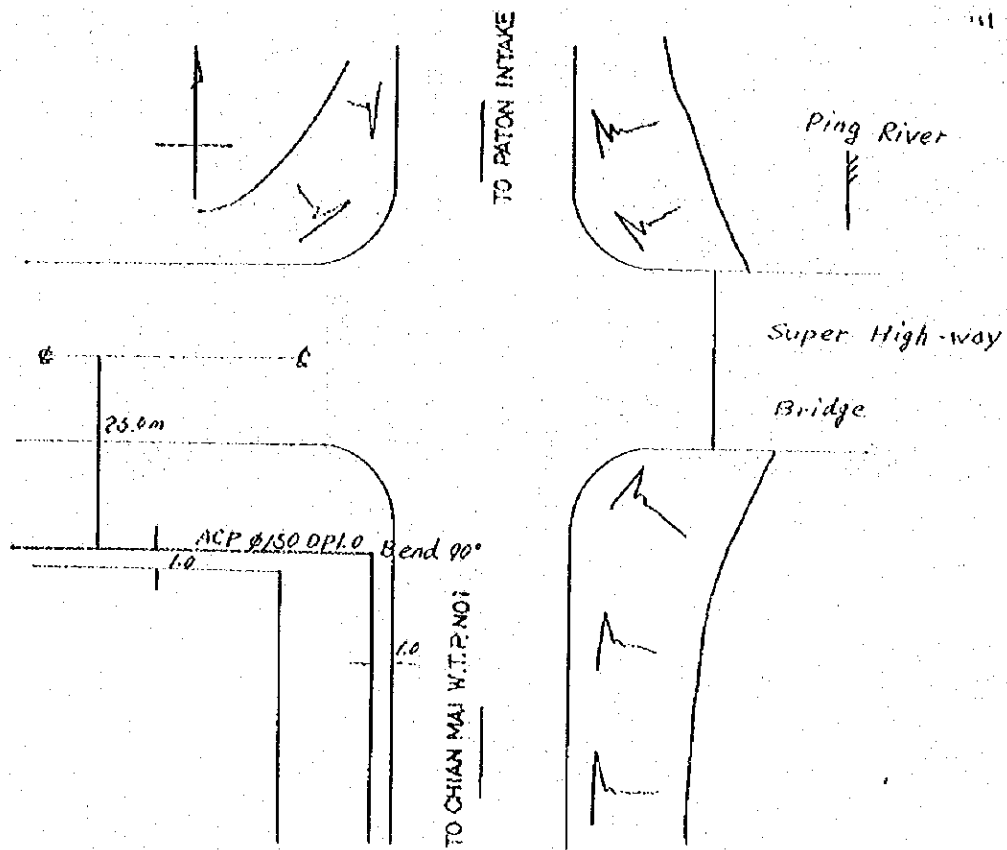 TO PATON INTAKE
Ping River
Super High-way
Bridge
25.0m
ACP ø150 DP1.0 Bend 90°
1.0
1.0
TO CHIAN MAI W.T.P. NO1